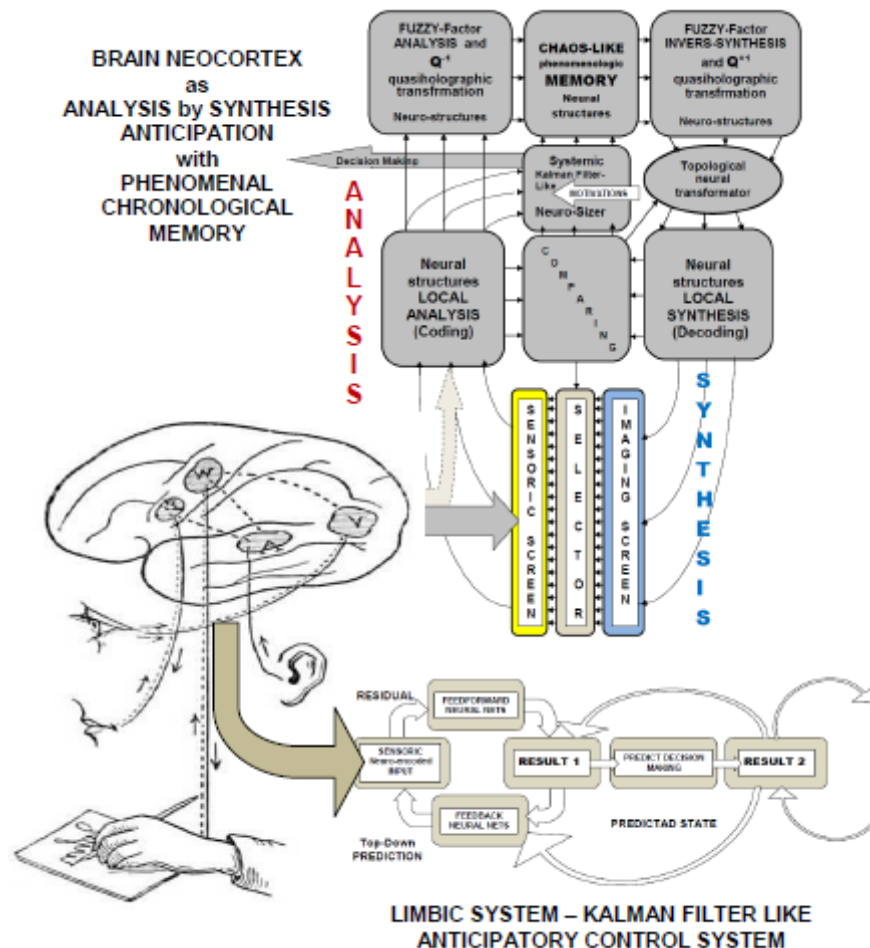 BRAIN NEOCORTEX
as
ANALYSIS by SYNTHESIS
ANTICIPATION
with
PHENOMENAL
CHRONOLOGICAL
MEMORY
FUZZY-Factor
ANALYSIS and
Q⁻¹
quasiholographic
transfrmation
Neuro-structures
CHAOS-LIKE
phenomenologic
MEMORY
Neural
structures
FUZZY-Factor
INVERS-SYNTHESIS
and Q⁺¹
quasiholographic
transfrmation
Neuro-structures
Decision Making
Systemic
Kalman Filter-
Like
MOTIVATIONS
Neuro-Sizer
Topological
neural
transformator
ANALYSIS
Neural
structures
LOCAL
ANALYSIS
(Coding)
COMPARING
Neural
structures
LOCAL
SYNTHESIS
(Decoding)
SENSORIC SCREEN
SELECTOR
IMAGING SCREEN
SYNTHESIS
W
V
A
RESIDUAL
FEEDFORWARD
NEURAL NETS
SENSORIC
Neuro-encoded
INPUT
RESULT 1
PREDICT DECISION
MAKING
RESULT 2
FEEDBACK
NEURAL NETS
Top-Down
PREDICTION
PREDICTAD STATE
LIMBIC SYSTEM – KALMAN FILTER LIKE
ANTICIPATORY CONTROL SYSTEM